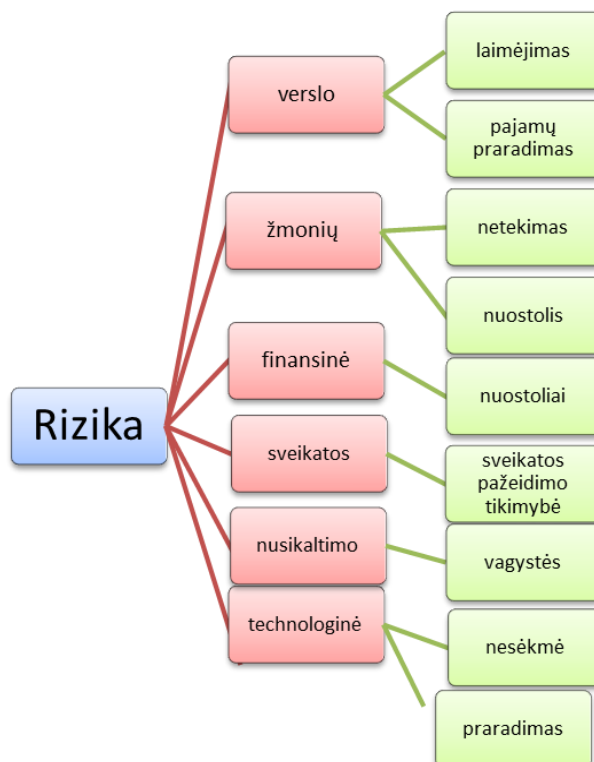 Rizika
verslo
laimėjimas
pajamų
praradimas
žmonių
netekimas
nuostolis
finansinė
nuostoliai
sveikatos
sveikatos
pažeidimo
tikimybė
nusikaltimo
vagystės
technologinė
nesėkmė
praradimas